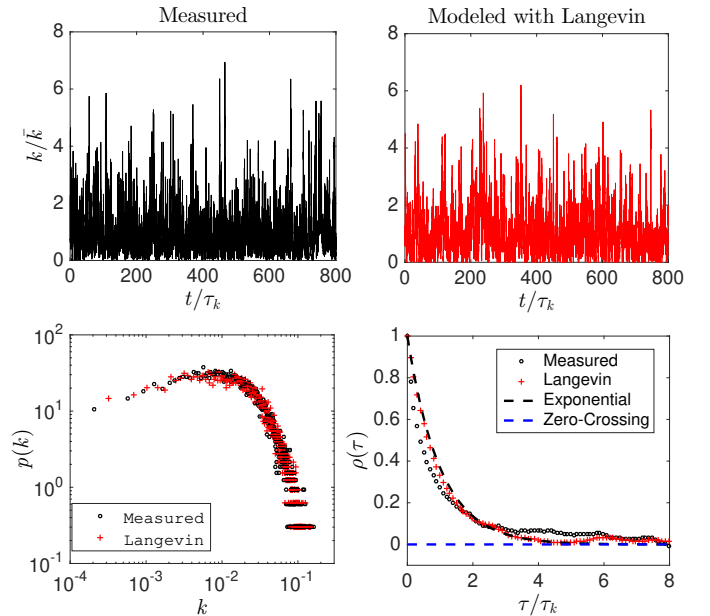 Measured
Modeled with Langevin
8
6
4
2
0
k/k̄
0 200 400 600 800
t/τₖ
8
6
4
2
0
0 200 400 600 800
t/τₖ
10²
10¹
10⁰
10⁻¹
p(k)
Measured
Langevin
10⁻⁴ 10⁻³ 10⁻² 10⁻¹ 10⁰
k
1
0.8
0.6
0.4
0.2
0
ρ(τ)
Measured
Langevin
Exponential
Zero-Crossing
0 2 4 6 8
τ/τₖ